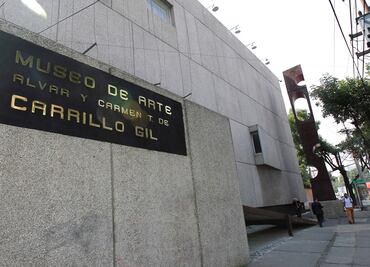 MUSEO DE ARTE
ALVAR Y CARMEN T. DE
CARRILLO GIL